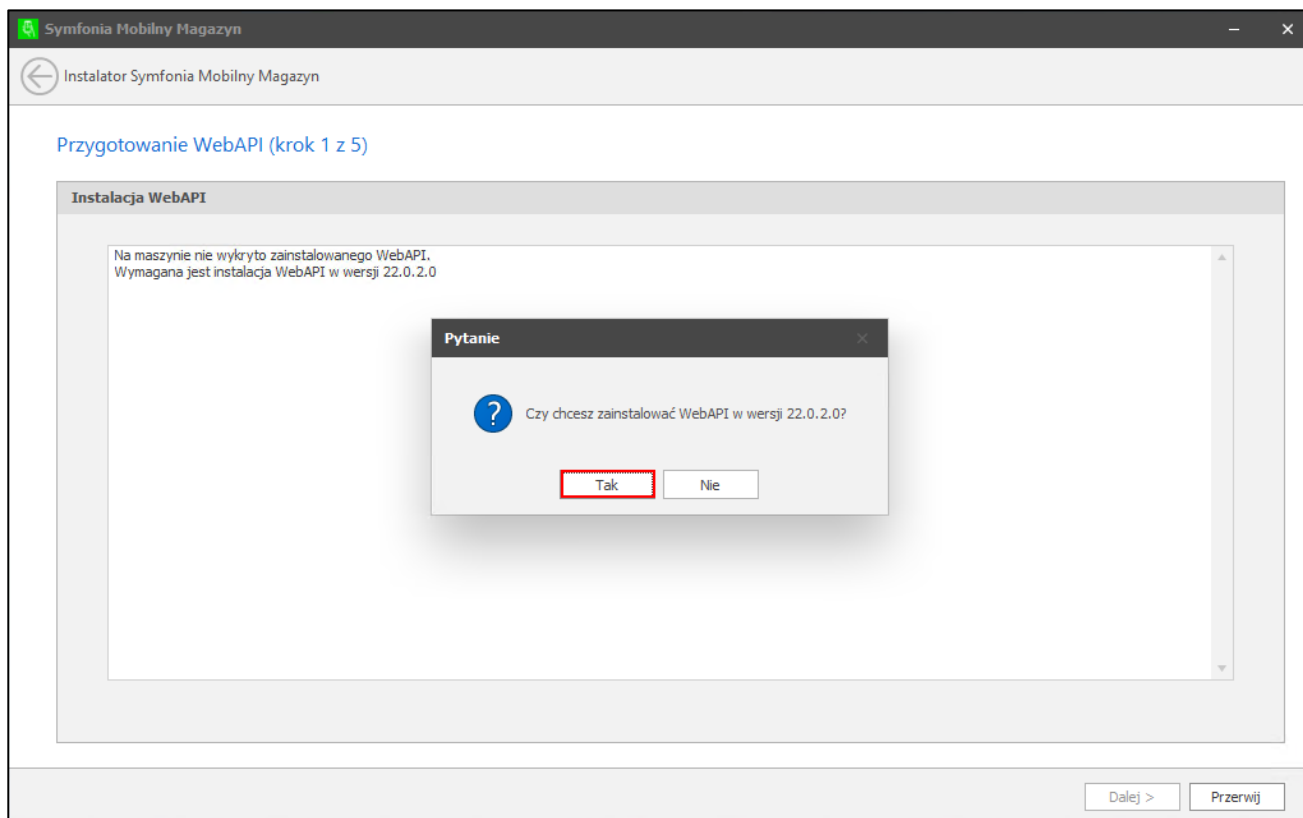 Symfonia Mobilny Magazyn
Instalator Symfonia Mobilny Magazyn
Przygotowanie WebAPI (krok 1 z 5)
Instalacja WebAPI
Na maszynie nie wykryto zainstalowanego WebAPI.
Wymagana jest instalacja WebAPI w wersji 22.0.2.0
Pytanie
Czy chcesz zainstalować WebAPI w wersji 22.0.2.0?
Tak Nie
Dalej > Przerwij